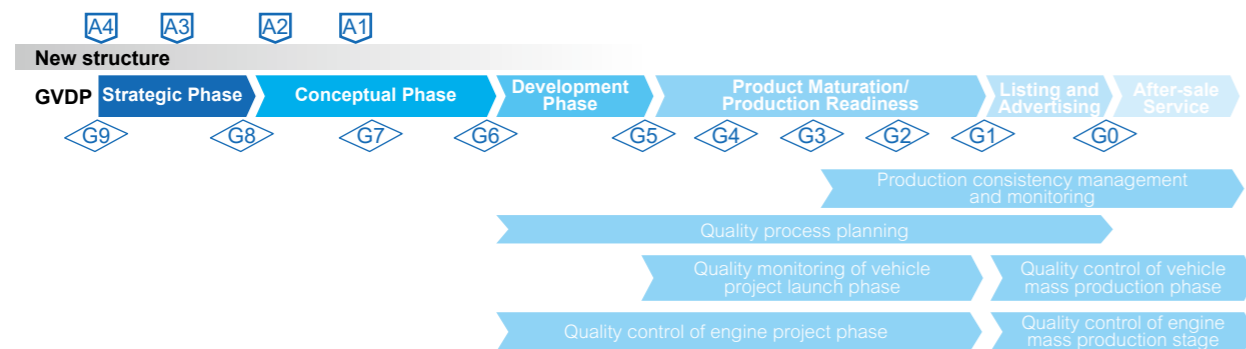 A4 A3 A2 A1
New structure
GVDP Strategic Phase Conceptual Phase Development Phase Product Maturation/ Production Readiness Listing and Advertising After-sale Service
G9 G8 G7 G6 G5 G4 G3 G2 G1 G0
Production consistency management
and monitoring
Quality process planning
Quality monitoring of vehicle
project launch phase
Quality control of vehicle
mass production phase
Quality control of engine project phase
Quality control of engine
mass production stage